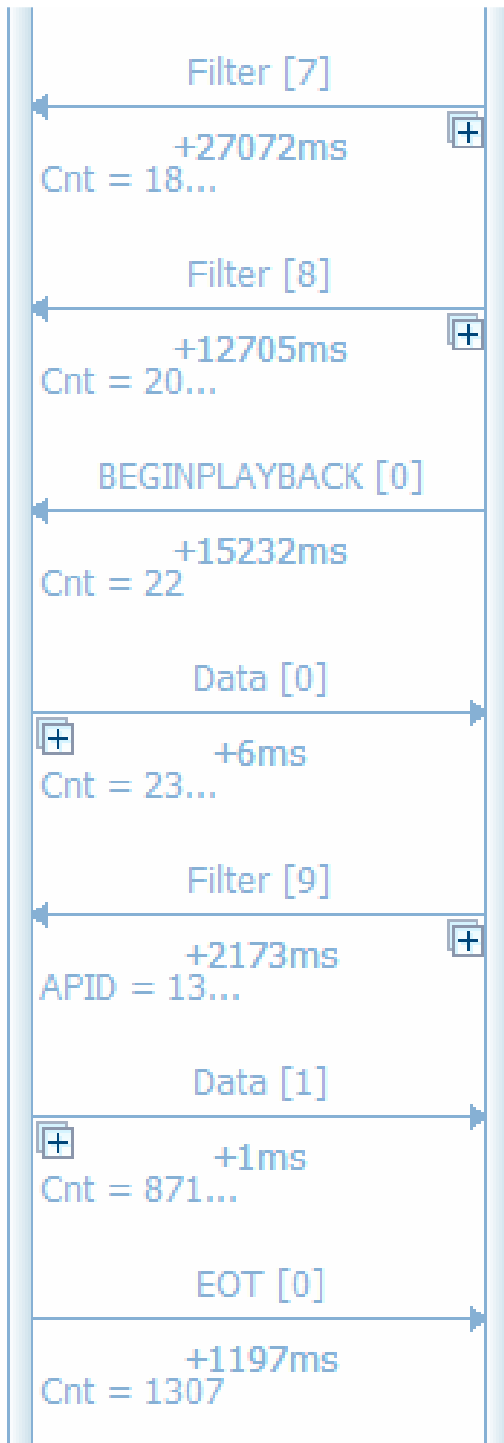 Filter [7]
+27072ms
Cnt = 18...
Filter [8]
+12705ms
Cnt = 20...
BEGINPLAYBACK [0]
+15232ms
Cnt = 22
Data [0]
+6ms
Cnt = 23...
Filter [9]
+2173ms
APID = 13...
Data [1]
+1ms
Cnt = 871...
EOT [0]
+1197ms
Cnt = 1307